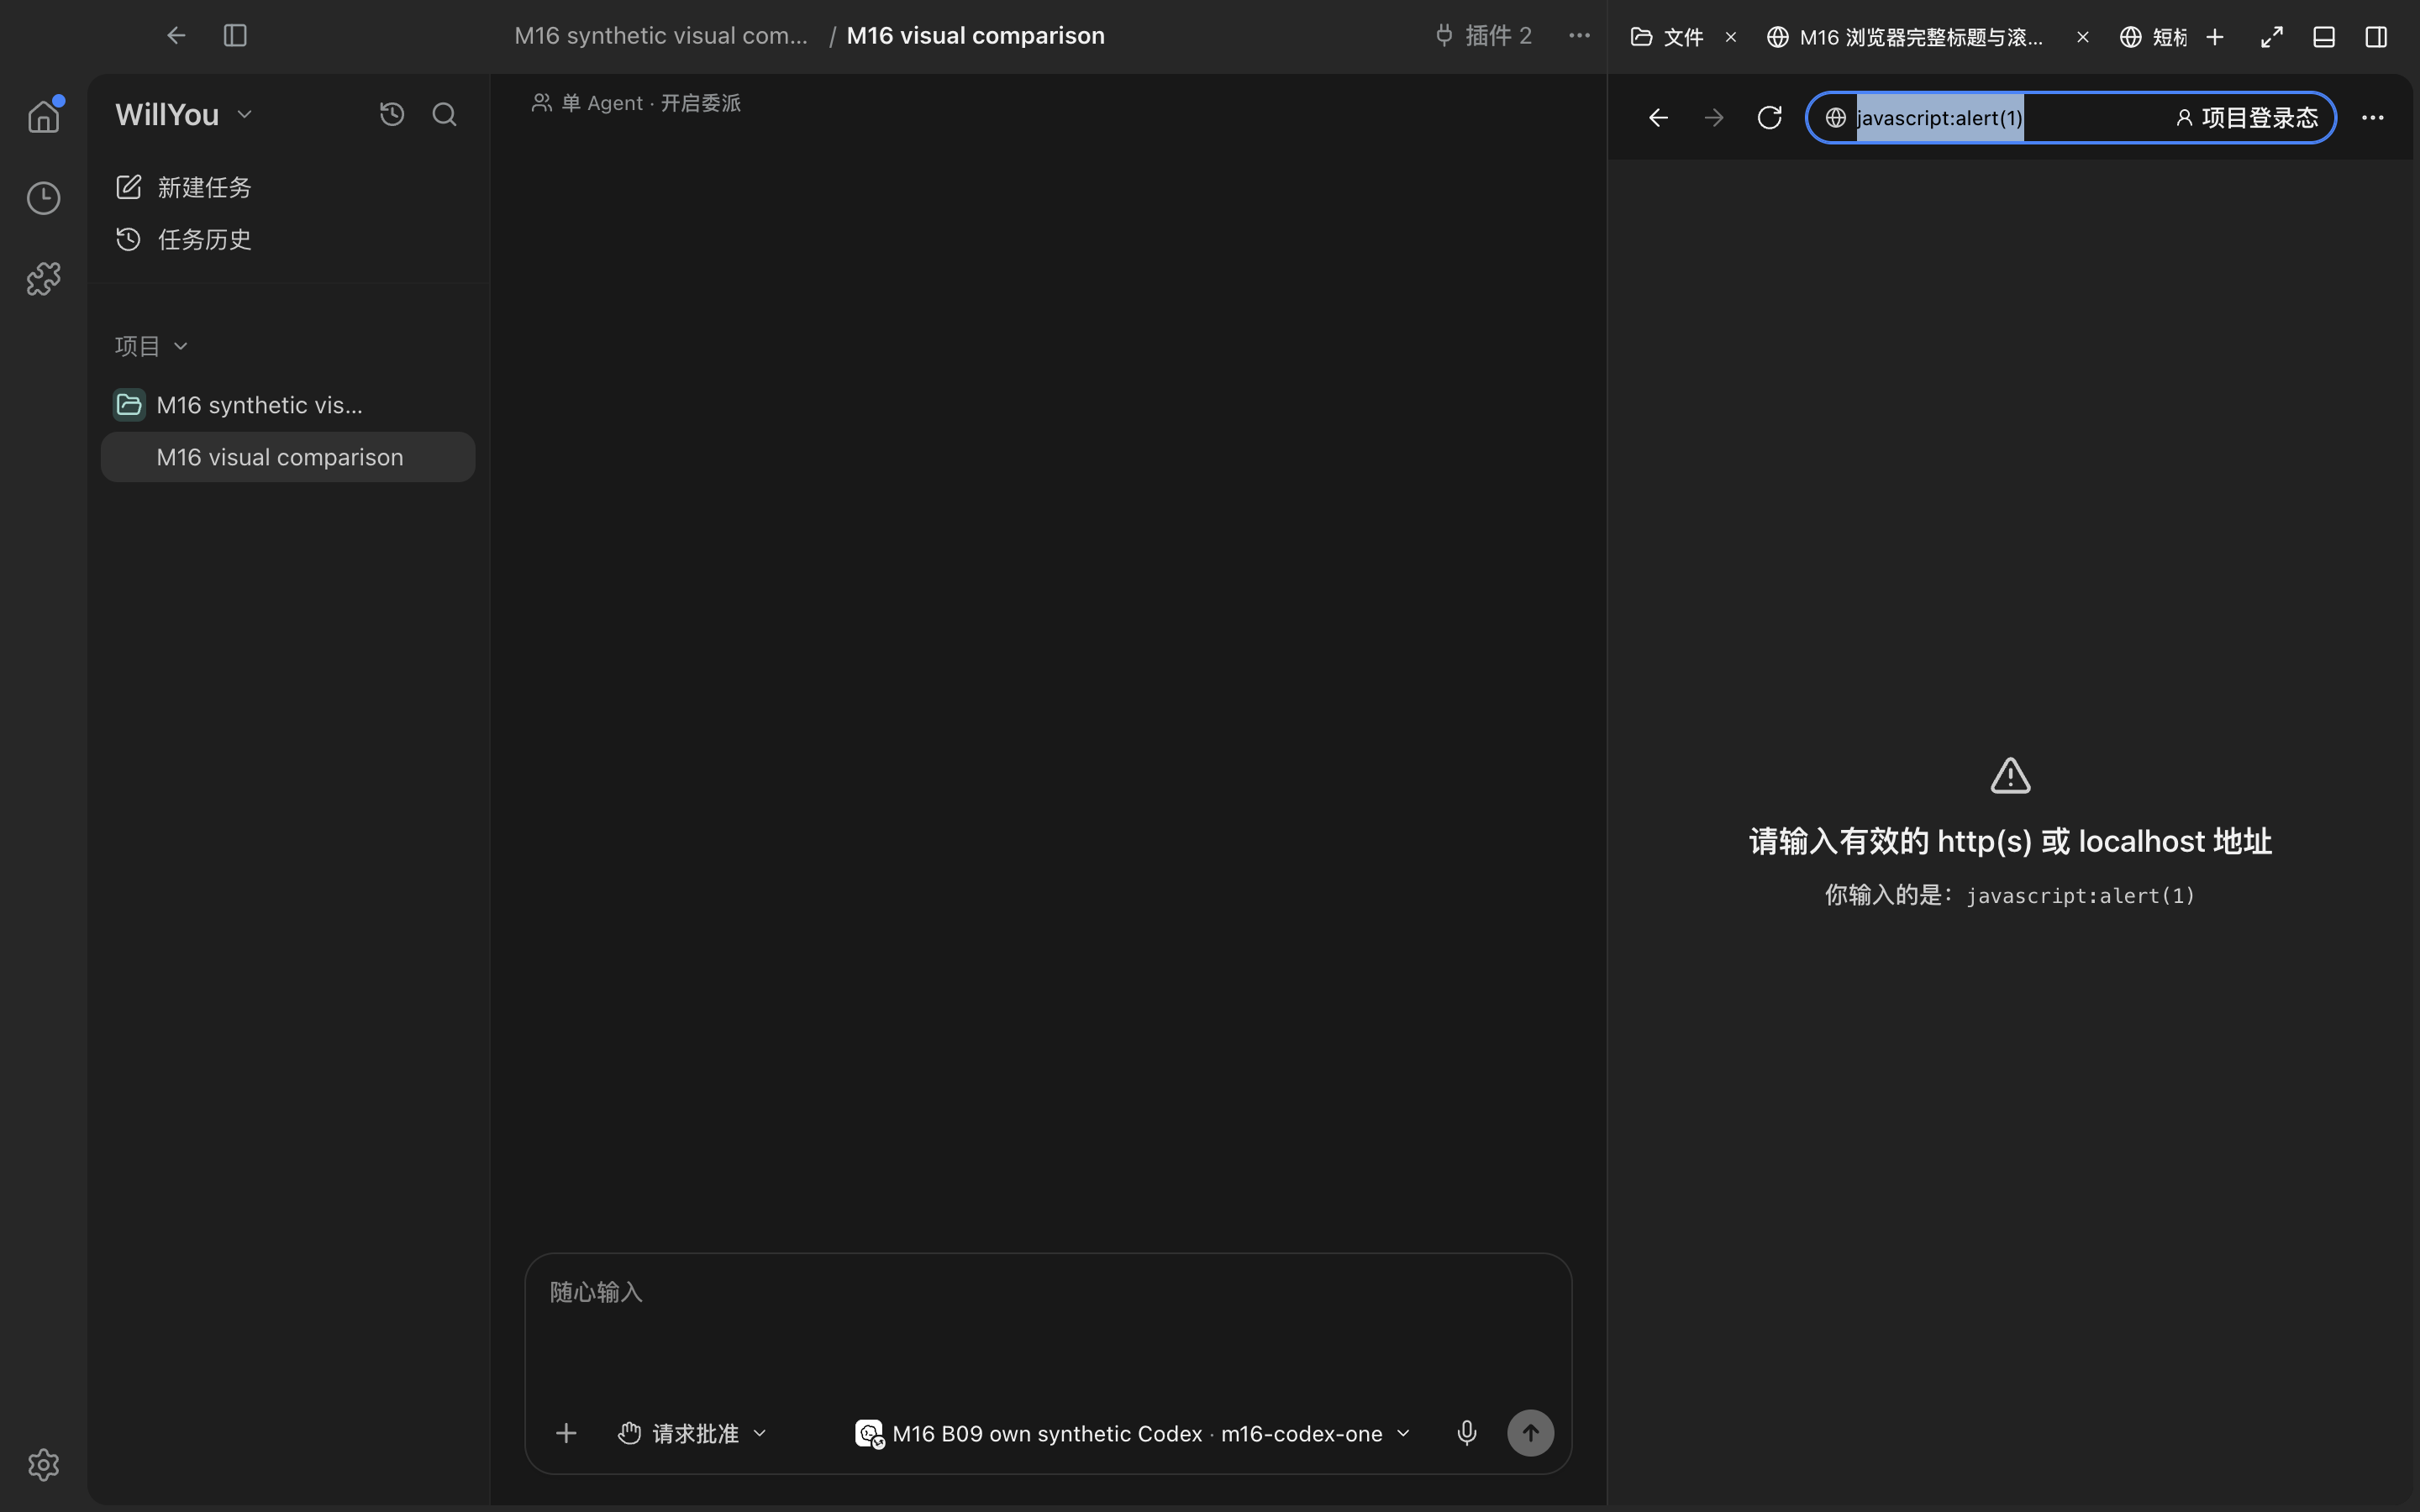 M16 synthetic visual com... / M16 visual comparison
插件 2
文件
M16 浏览器完整标题与滚...
短标
WillYou
单 Agent · 开启委派
javascript:alert(1)
项目登录态
新建任务
任务历史
项目
M16 synthetic vis...
M16 visual comparison
请输入有效的 http(s) 或 localhost 地址
你输入的是：javascript:alert(1)
随心输入
请求批准
M16 B09 own synthetic Codex · m16-codex-one